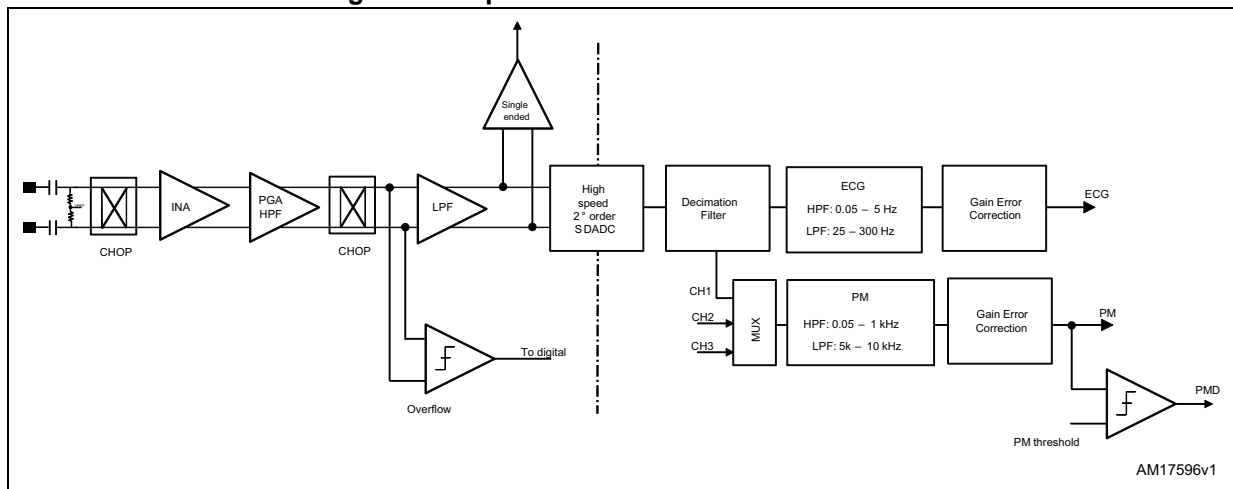 Single
ended
INA
PGA
HPF
LPF
CHOP
CHOP
High
speed
2° order
SDADC
Decimation
Filter
ECG
HPF: 0.05 – 5 Hz
LPF: 25 – 300 Hz
Gain Error
Correction
ECG
CH1
CH2
CH3
MUX
PM
HPF: 0.05 – 1 kHz
LPF: 5k – 10 kHz
Gain Error
Correction
PM
To digital
Overflow
PMD
PM threshold
AM17596v1